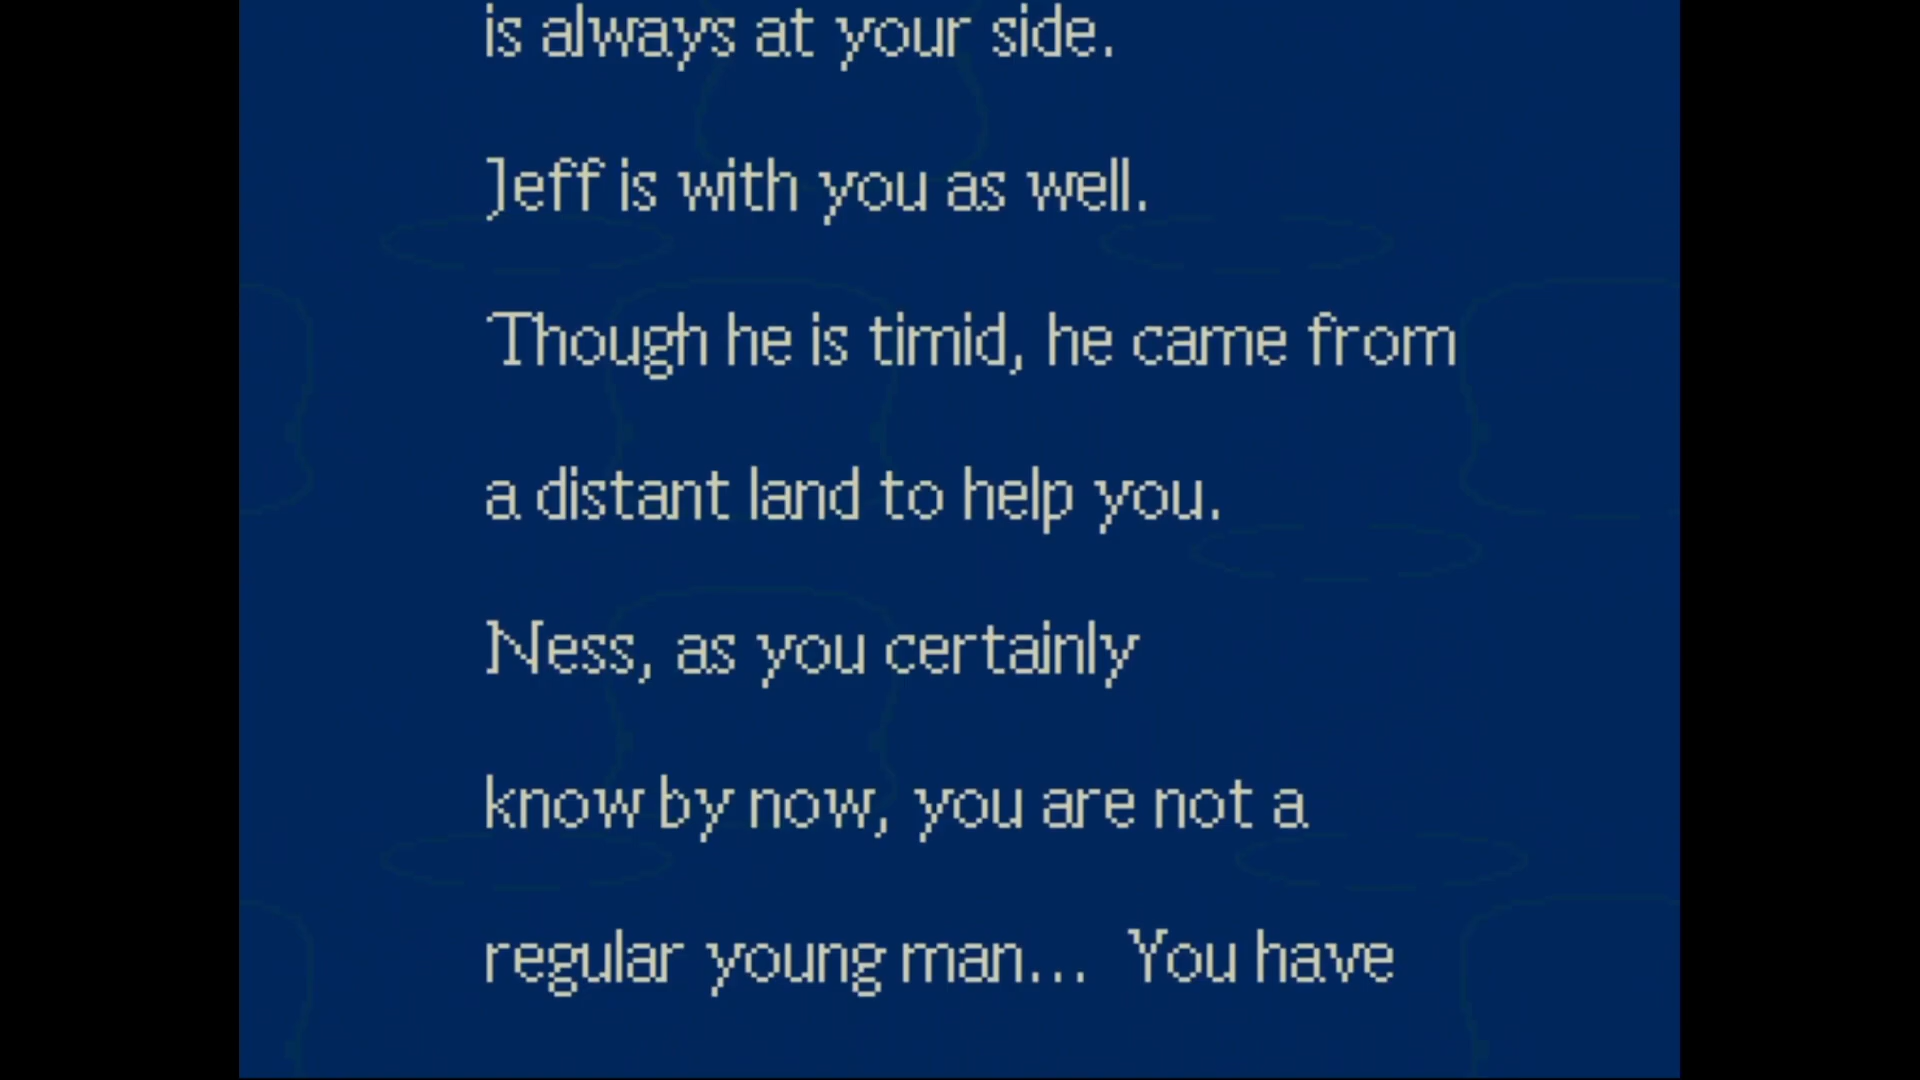 is always at your side.
Jeff is with you as well.
Though he is timid, he came from
a distant land to help you.
Ness, as you certainly
know by now, you are not a
regular young man... You have